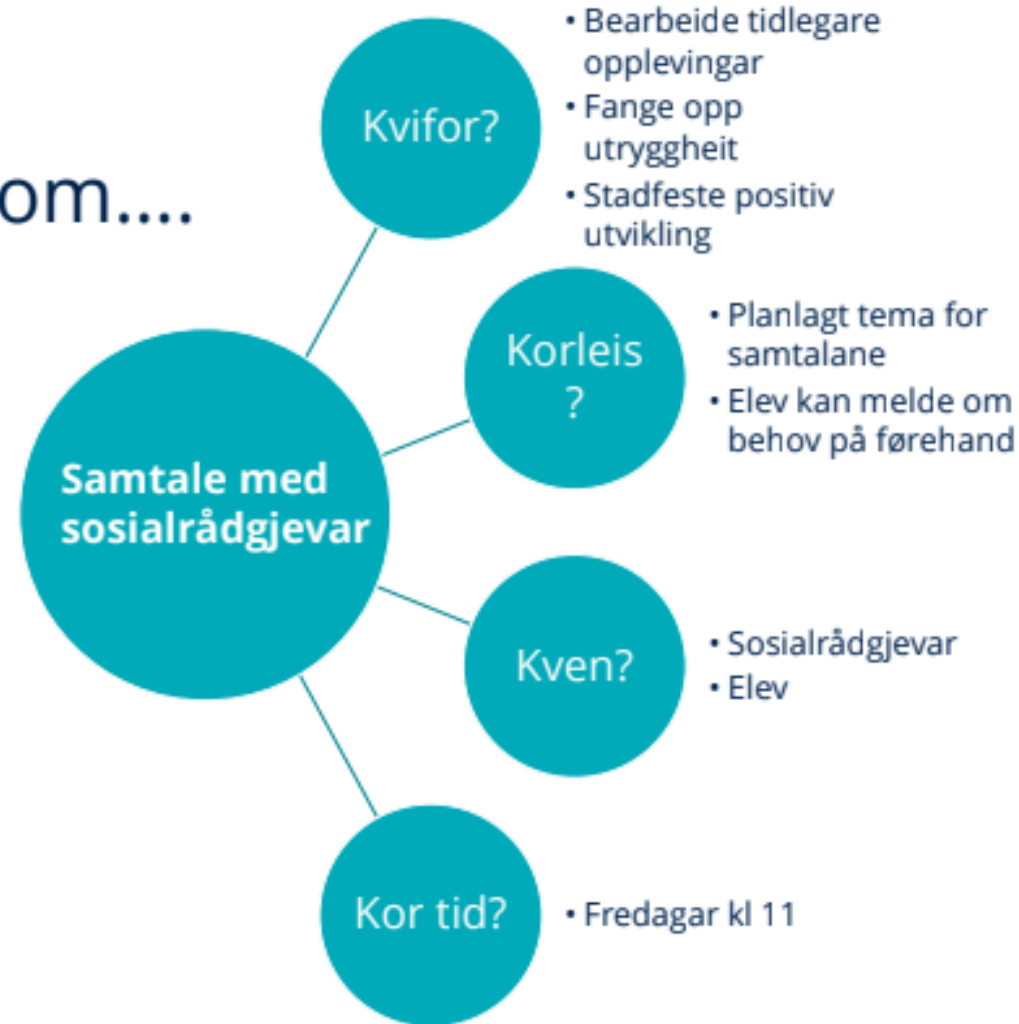 om....
Kvifor?
• Bearbeide tidlegare
opplevingar
• Fange opp
utryggheit
• Stadfeste positiv
utvikling
Samtale med
sosialrådgjevar
Korleis
?
• Planlagt tema for
samtalane
• Elev kan melde om
behov på førehand
Kven?
• Sosialrådgjevar
• Elev
Kor tid?
• Fredagar kl 11